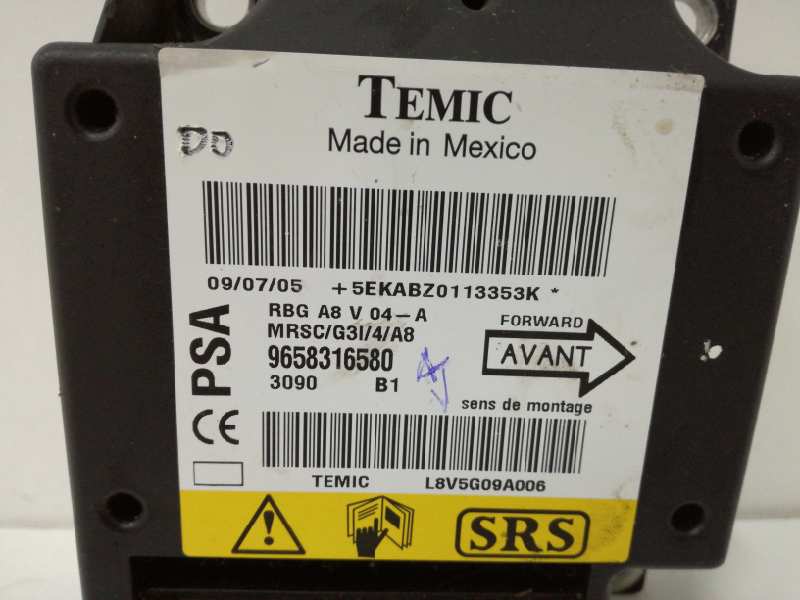 TEMIC
Made in Mexico
DO
09/07/05 +5EKABZ0113353K *
PSA
RBG A8 V 04-A
MRSC/G3I/4/A8
9658316580
3090 B1
FORWARD
AVANT
sens de montage
CE
TEMIC L8V5G09A006
SRS